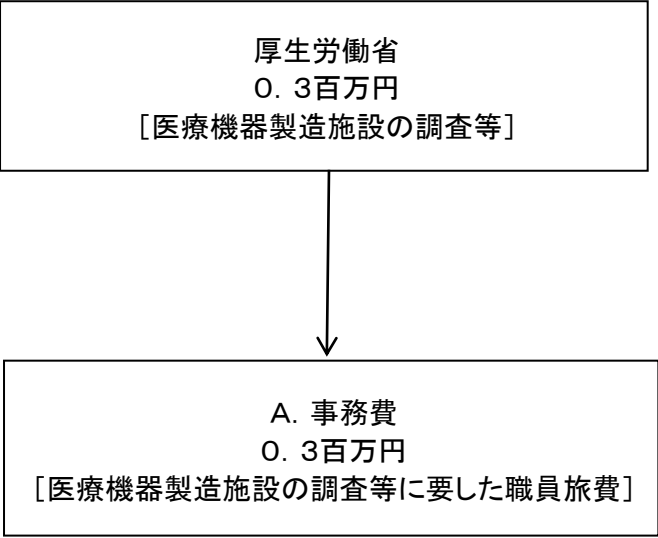 厚生労働省
０．３百万円
［医療機器製造施設の調査等］
A．事務費
０．３百万円
［医療機器製造施設の調査等に要した職員旅費］